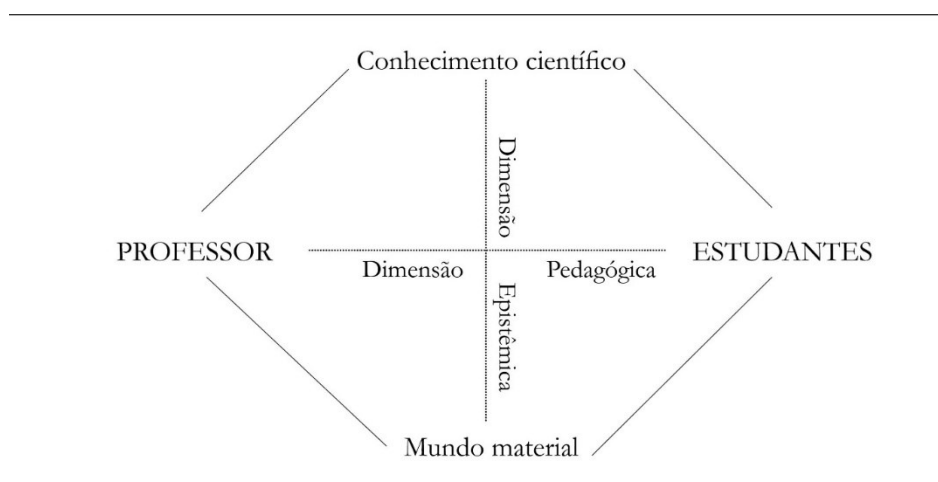 Conhecimento científico
Dimensão
PROFESSOR
ESTUDANTES
Dimensão
Pedagógica
Epistêmica
Mundo material